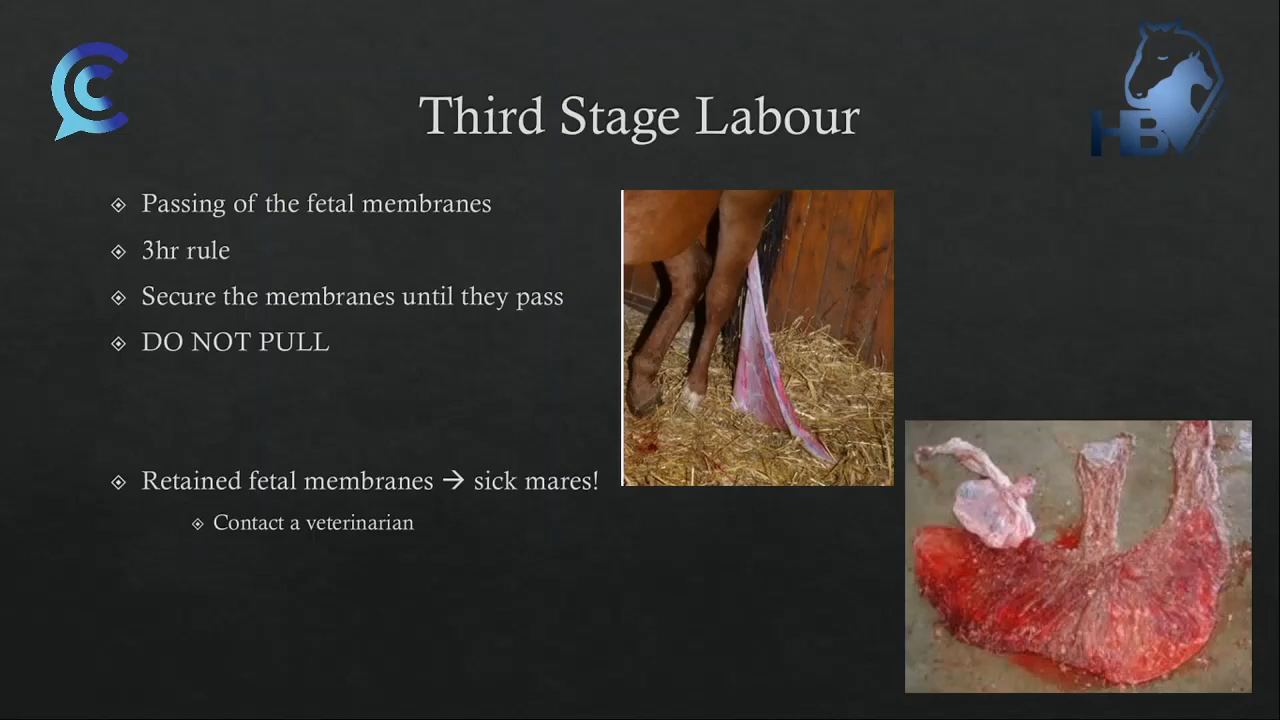 Third Stage Labour
Passing of the fetal membranes
3hr rule
Secure the membranes until they pass
DO NOT PULL
Retained fetal membranes → sick mares!
Contact a veterinarian
HBV